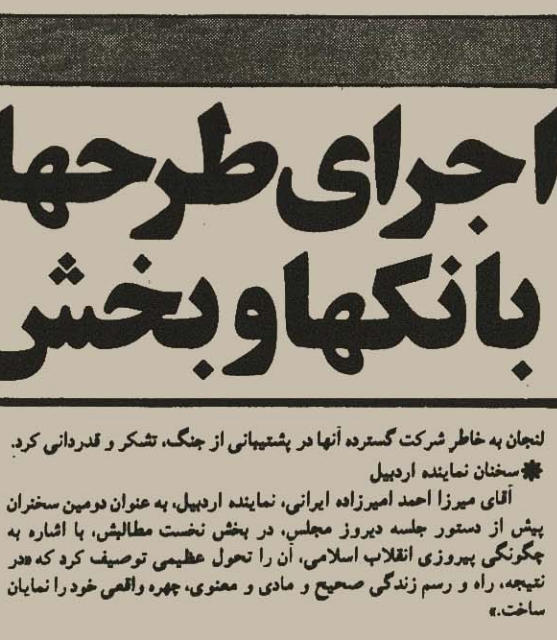 اجرای طرحها
بانکها و بخش
لنجان به خاطر شرکت گسترده آنها در پشتیبانی از جنگ، تشکر و قدردانی کرد.
✱ سخنان نماینده اردبیل
آقای میرزا احمد امیرزاده ایرانی، نماینده اردبیل، به عنوان دومین سخنران
پیش از دستور جلسه دیروز مجلس، در بخش نخست مطالبش، با اشاره به
چگونگی پیروزی انقلاب اسلامی، آن را تحول عظیمی توصیف کرد که «در
نتیجه، راه و رسم زندگی صحیح و مادی و معنوی، چهره واقعی خود را نمایان
ساخت.»